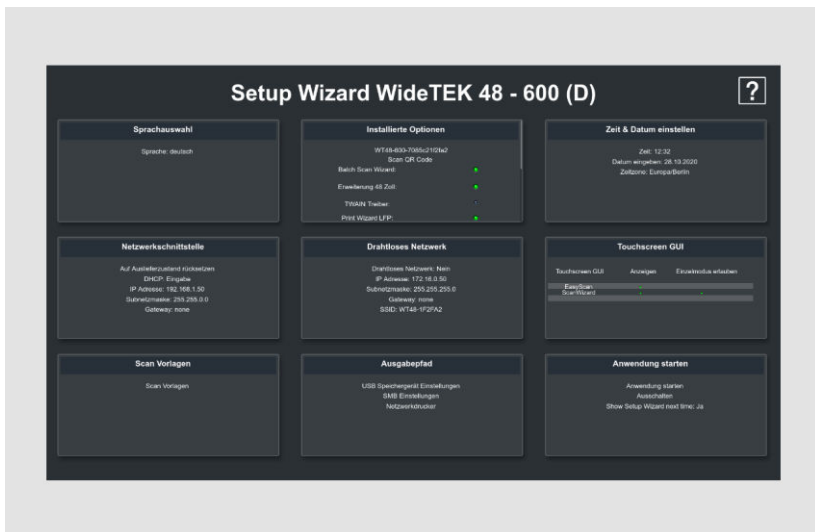 Setup Wizard WideTEK 48 - 600 (D)
?
Sprachauswahl
Sprache: deutsch
Installierte Optionen
WT48-600-7085c21f2fa2
Scan QR Code
Batch Scan Wizard:
Erweiterung 48 Zoll:
TWAIN Treiber:
Print Wizard LFP:
Zeit & Datum einstellen
Zeit: 12:32
Datum eingeben: 28.10.2020
Zeitzone: Europa/Berlin
Netzwerkschnittstelle
Auf Auslieferzustand rücksetzen
DHCP: Eingabe
IP Adresse: 192.168.1.50
Subnetzmaske: 255.255.0.0
Gateway: none
Drahtloses Netzwerk
Drahtloses Netzwerk: Nein
IP Adresse: 172.16.0.50
Subnetzmaske: 255.255.255.0
Gateway: none
SSID: WT48-1F2FA2
Touchscreen GUI
Touchscreen GUI Anzeigen Einzelmodus erlauben
EasyScan
ScanWizard
Scan Vorlagen
Scan Vorlagen
Ausgabepfad
USB Speichergerät Einstellungen
SMB Einstellungen
Netzwerkdrucker
Anwendung starten
Anwendung starten
Ausschalten
Show Setup Wizard next time: Ja